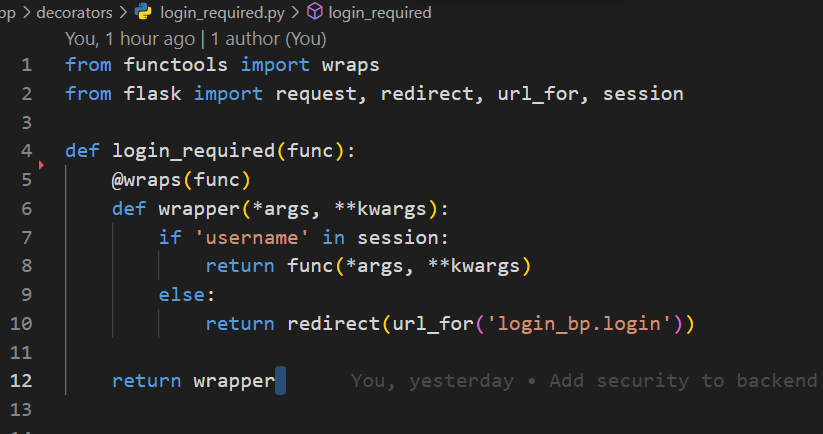 pp > decorators > login_required.py > login_required
You, 1 hour ago | 1 author (You)
1 from functools import wraps
2 from flask import request, redirect, url_for, session
3
4 def login_required(func):
5     @wraps(func)
6     def wrapper(*args, **kwargs):
7         if 'username' in session:
8             return func(*args, **kwargs)
9         else:
10             return redirect(url_for('login_bp.login'))
11
12     return wrapper You, yesterday • Add security to backend
13